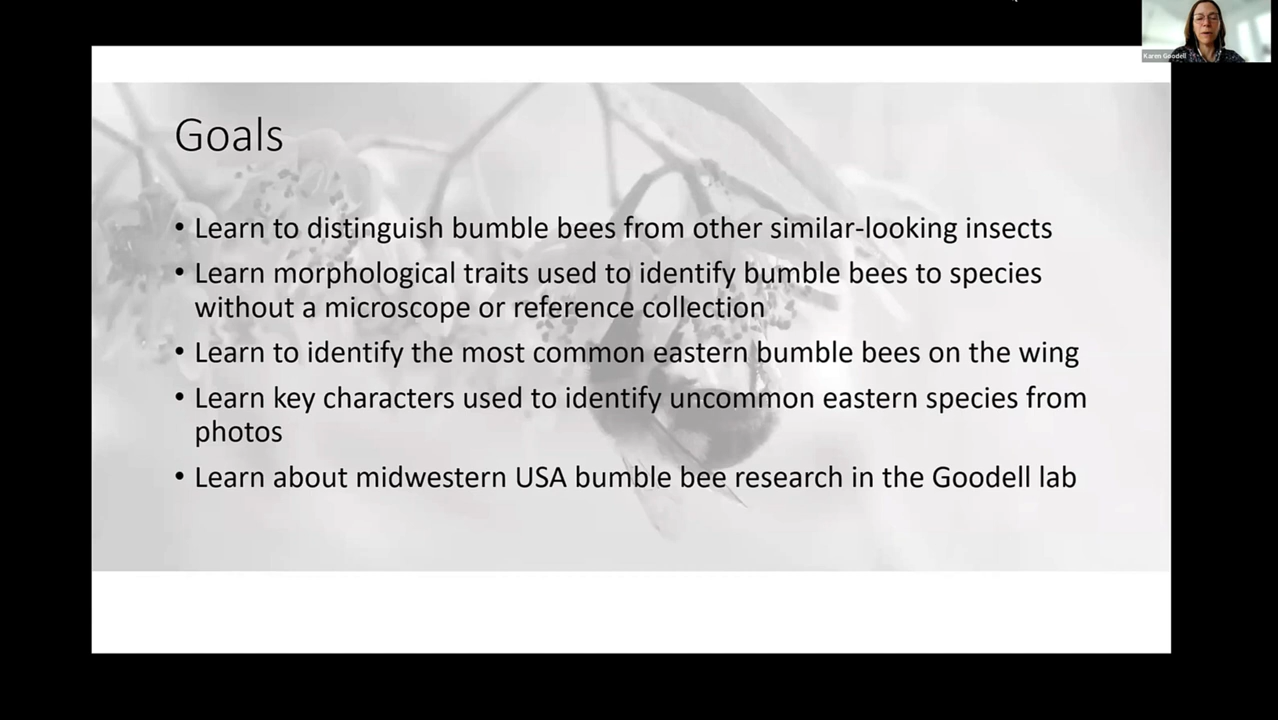 Karen Goodell
Goals
• Learn to distinguish bumble bees from other similar-looking insects
• Learn morphological traits used to identify bumble bees to species
without a microscope or reference collection
• Learn to identify the most common eastern bumble bees on the wing
• Learn key characters used to identify uncommon eastern species from
photos
• Learn about midwestern USA bumble bee research in the Goodell lab